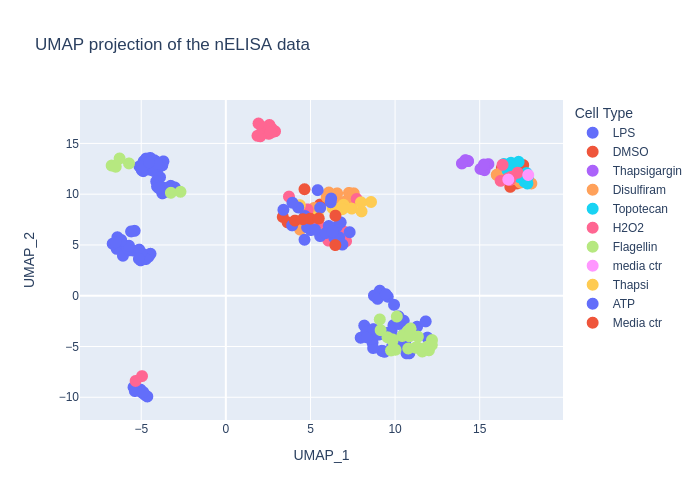 UMAP projection of the nELISA data
Cell Type
LPS
DMSO
Thapsigargin
Disulfiram
Topotecan
H2O2
Flagellin
media ctr
Thapsi
ATP
Media ctr
UMAP_2
15
10
5
0
−5
−10
−5
0
5
10
15
UMAP_1